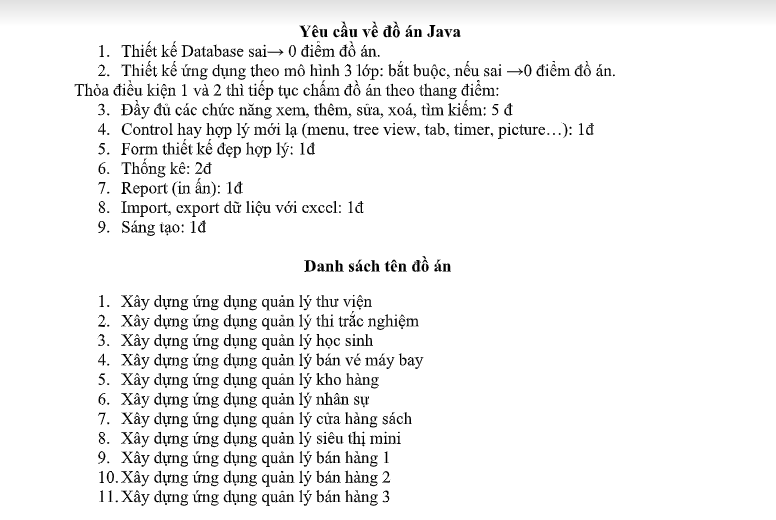 Yêu cầu về đồ án Java
1. Thiết kế Database sai→ 0 điểm đồ án.
2. Thiết kế ứng dụng theo mô hình 3 lớp: bắt buộc, nếu sai →0 điểm đồ án.
Thỏa điều kiện 1 và 2 thì tiếp tục chấm đồ án theo thang điểm:
3. Đầy đủ các chức năng xem, thêm, sửa, xoá, tìm kiếm: 5 đ
4. Control hay hợp lý mới lạ (menu, tree view, tab, timer, picture…): 1đ
5. Form thiết kế đẹp hợp lý: 1đ
6. Thống kê: 2đ
7. Report (in ấn): 1đ
8. Import, export dữ liệu với excel: 1đ
9. Sáng tạo: 1đ
Danh sách tên đồ án
1. Xây dựng ứng dụng quản lý thư viện
2. Xây dựng ứng dụng quản lý thi trắc nghiệm
3. Xây dựng ứng dụng quản lý học sinh
4. Xây dựng ứng dụng quản lý bán vé máy bay
5. Xây dựng ứng dụng quản lý kho hàng
6. Xây dựng ứng dụng quản lý nhân sự
7. Xây dựng ứng dụng quản lý cửa hàng sách
8. Xây dựng ứng dụng quản lý siêu thị mini
9. Xây dựng ứng dụng quản lý bán hàng 1
10. Xây dựng ứng dụng quản lý bán hàng 2
11. Xây dựng ứng dụng quản lý bán hàng 3